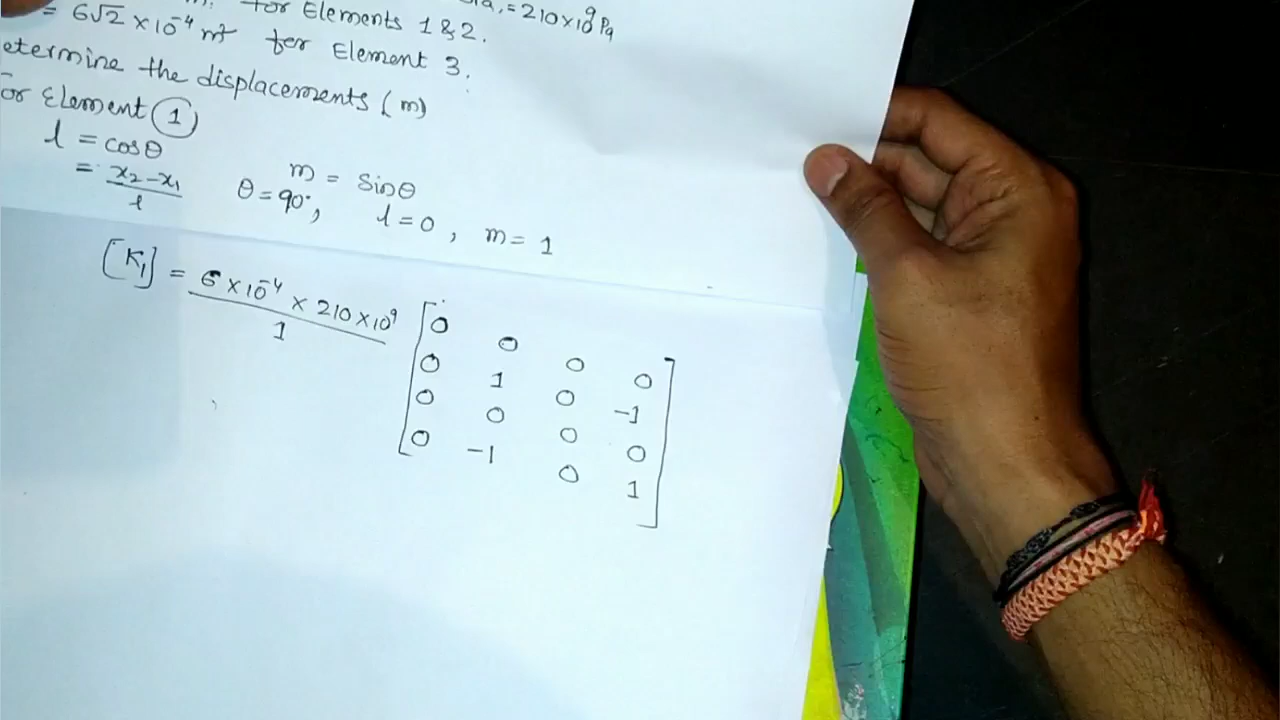 = 210×10⁹ Pa
= 6√2 ×10⁻⁴ m² for Element 3.
for Elements 1 & 2.
etermine the displacements (m)
or Element ①
l = cosθ m = sinθ
= x₂-x₁ / l θ = 90°, l = 0, m = 1
[K₁] = 6 ×10⁻⁴ × 210 ×10⁹ / 1
0 0 0 0
0 1 0 -1
0 0 0 0
0 -1 0 1